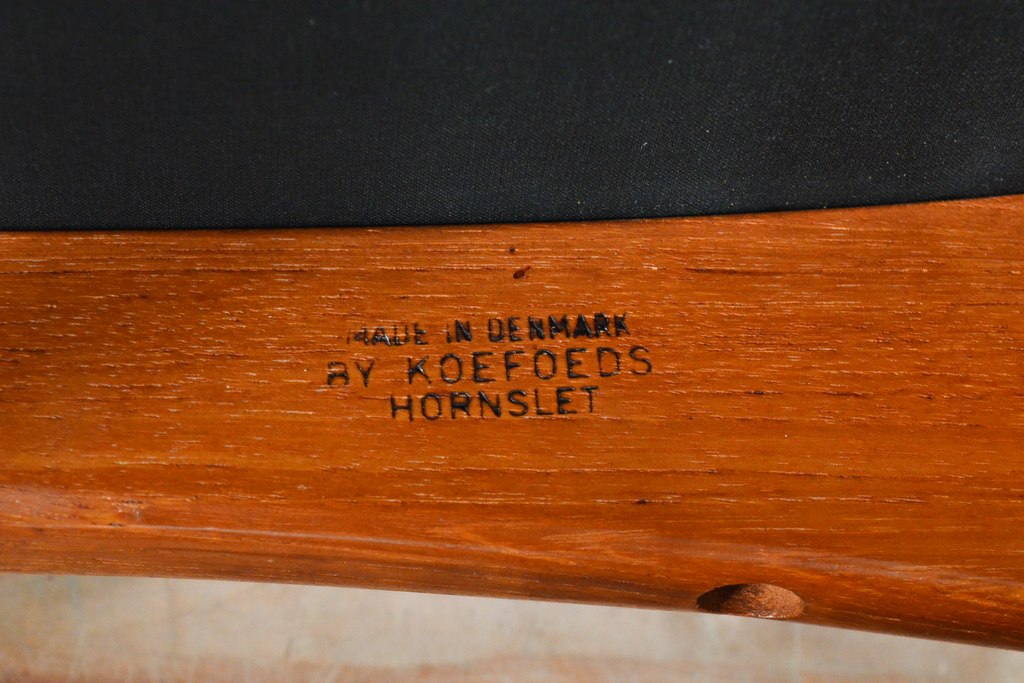 MADE IN DENMARK
BY KOEFOEDS
HORNSLET